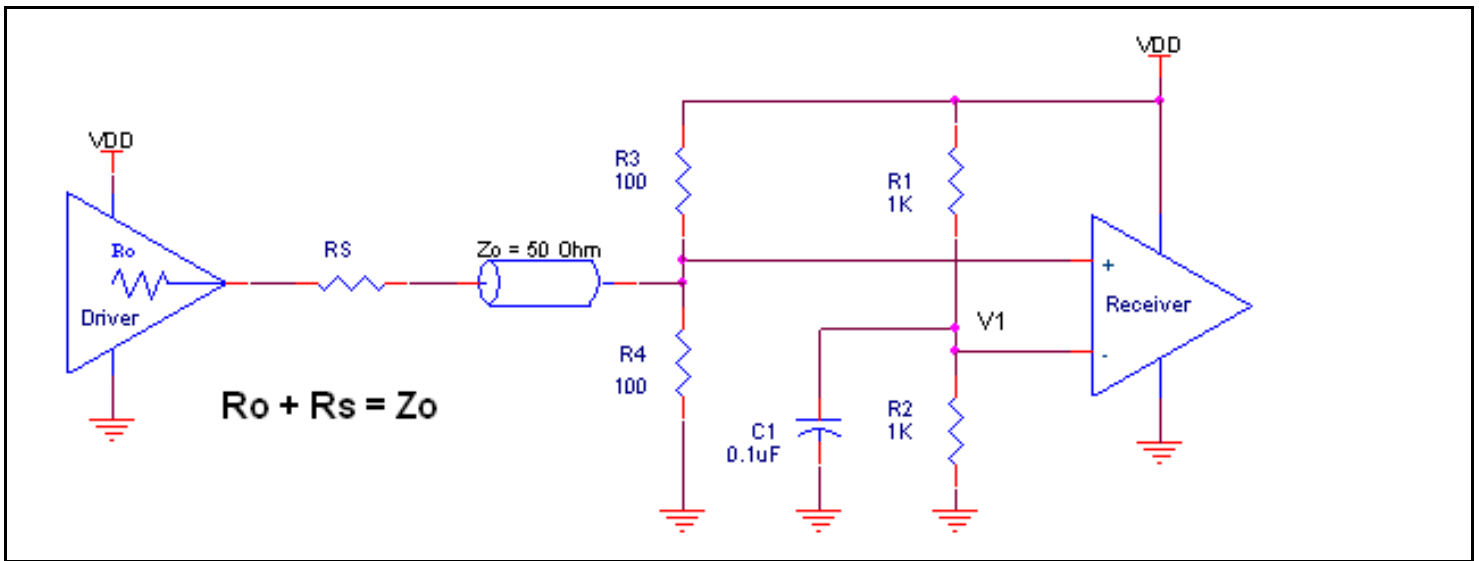 VDD
VDD
R3
100
R1
1K
Ro
RS
Zo = 50 Ohm
+
Driver
Receiver
V1
R4
100
-
Ro + Rs = Zo
C1
0.1uF
R2
1K